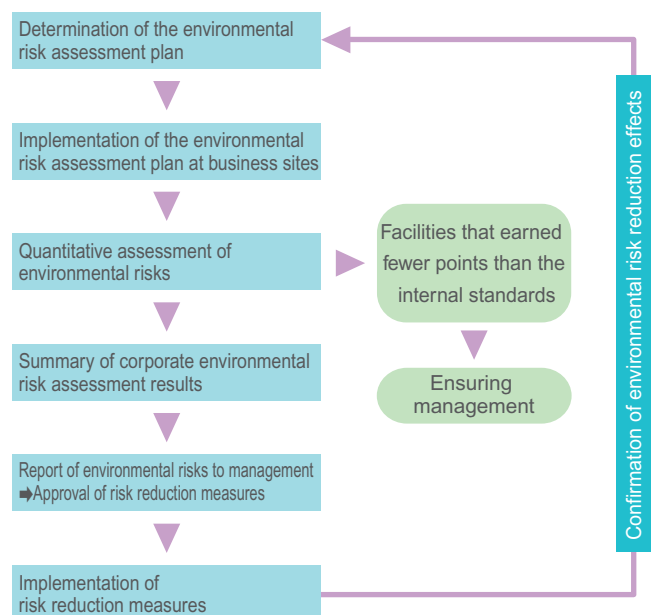 Determination of the environmental
risk assessment plan
Implementation of the environmental
risk assessment plan at business sites
Quantitative assessment of
environmental risks
Facilities that earned
fewer points than the
internal standards
Summary of corporate environmental
risk assessment results
Ensuring
management
Report of environmental risks to management
➡Approval of risk reduction measures
Implementation of
risk reduction measures
Confirmation of environmental risk reduction effects